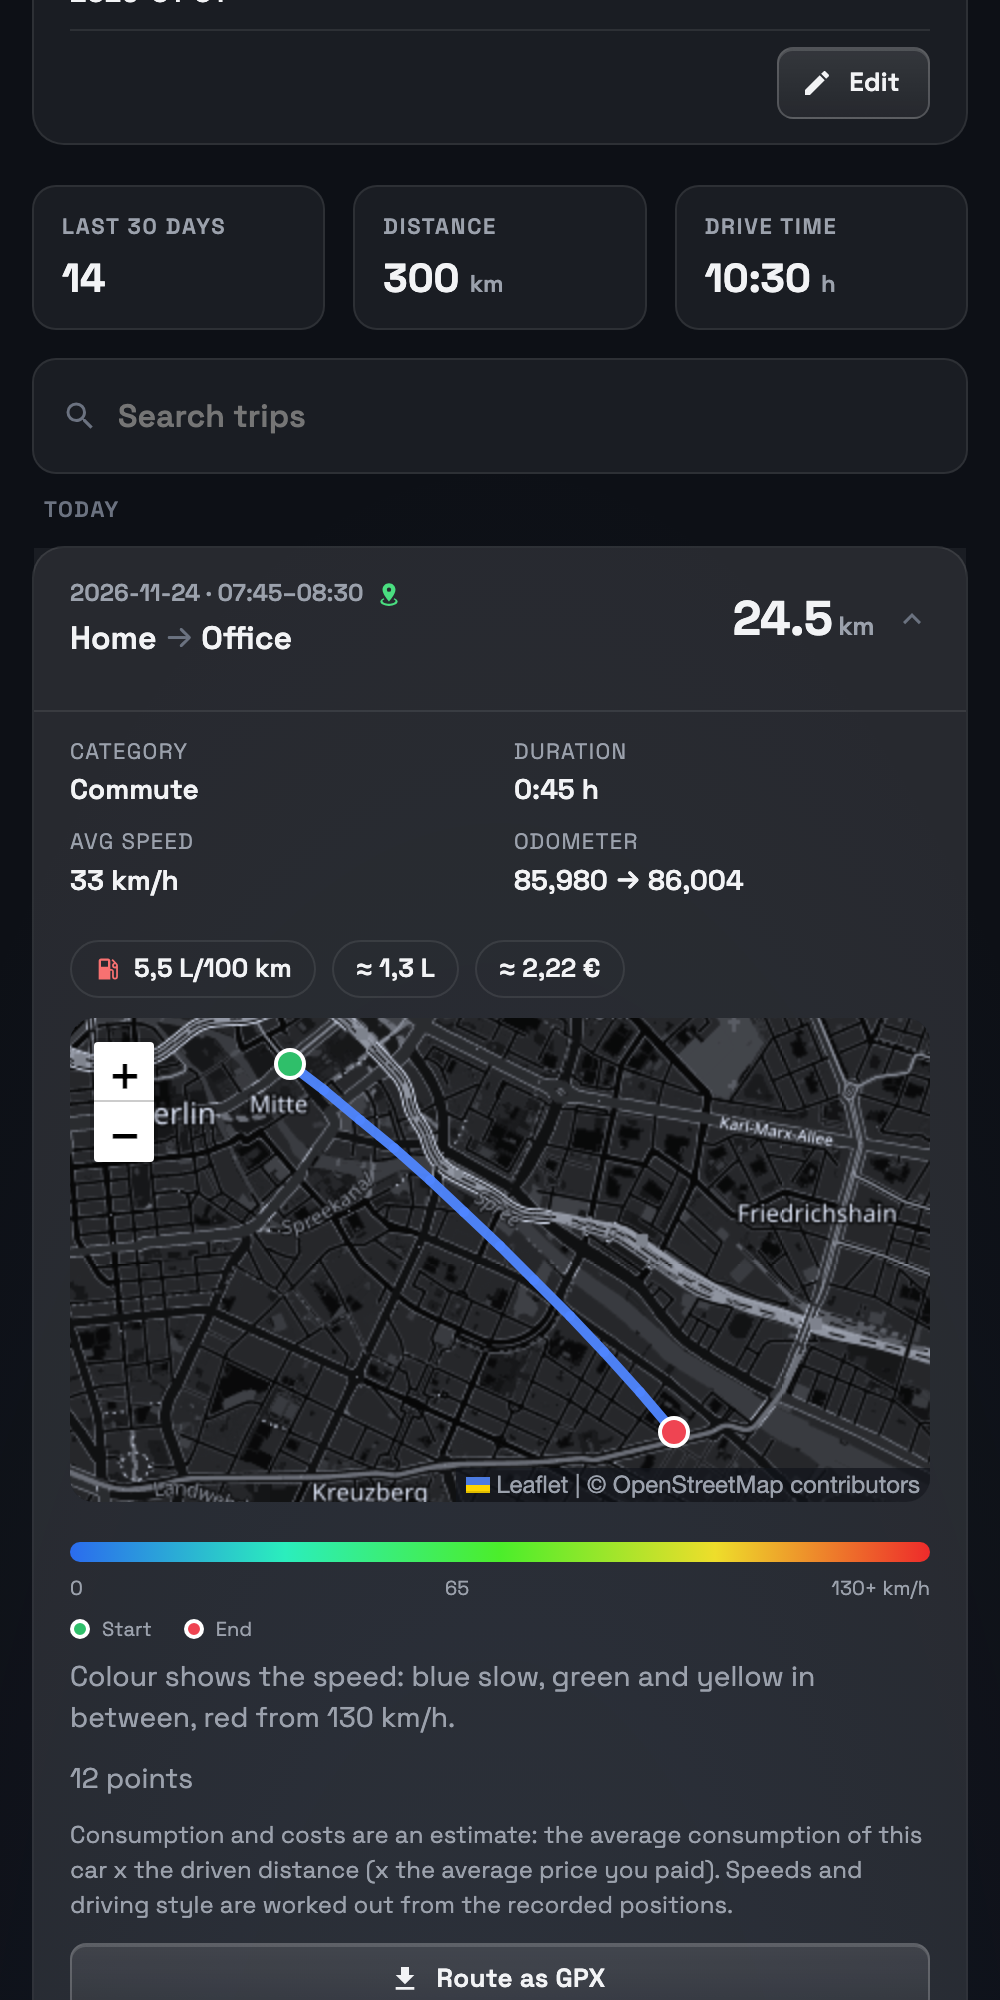 Edit
LAST 30 DAYS
14
DISTANCE
300 km
DRIVE TIME
10:30 h
Search trips
TODAY
2026-11-24 · 07:45–08:30
Home → Office
24.5 km
CATEGORY
Commute
DURATION
0:45 h
AVG SPEED
33 km/h
ODOMETER
85,980 → 86,004
5,5 L/100 km
≈ 1,3 L
≈ 2,22 €
+
−
erlin
Mitte
Karl-Marx-Allee
Spreekanal
Spree
Friedrichshain
Landweh
Kreuzberg
Leaflet | © OpenStreetMap contributors
0
65
130+ km/h
Start
End
Colour shows the speed: blue slow, green and yellow in
between, red from 130 km/h.
12 points
Consumption and costs are an estimate: the average consumption of this
car x the driven distance (x the average price you paid). Speeds and
driving style are worked out from the recorded positions.
Route as GPX